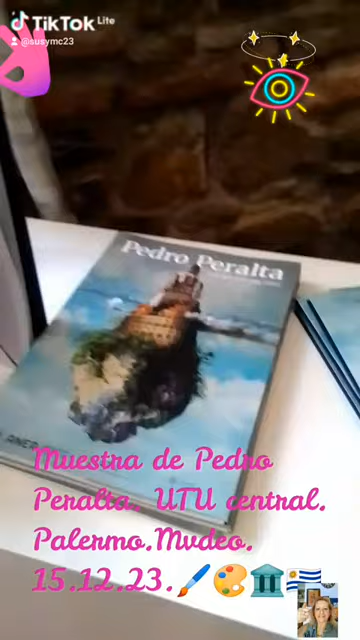 TikTok Lite
@susymc23
Pedro Peralta
Muestra de Pedro
Peralta. UTU central.
Palermo.Mvdeo.
15.12.23.